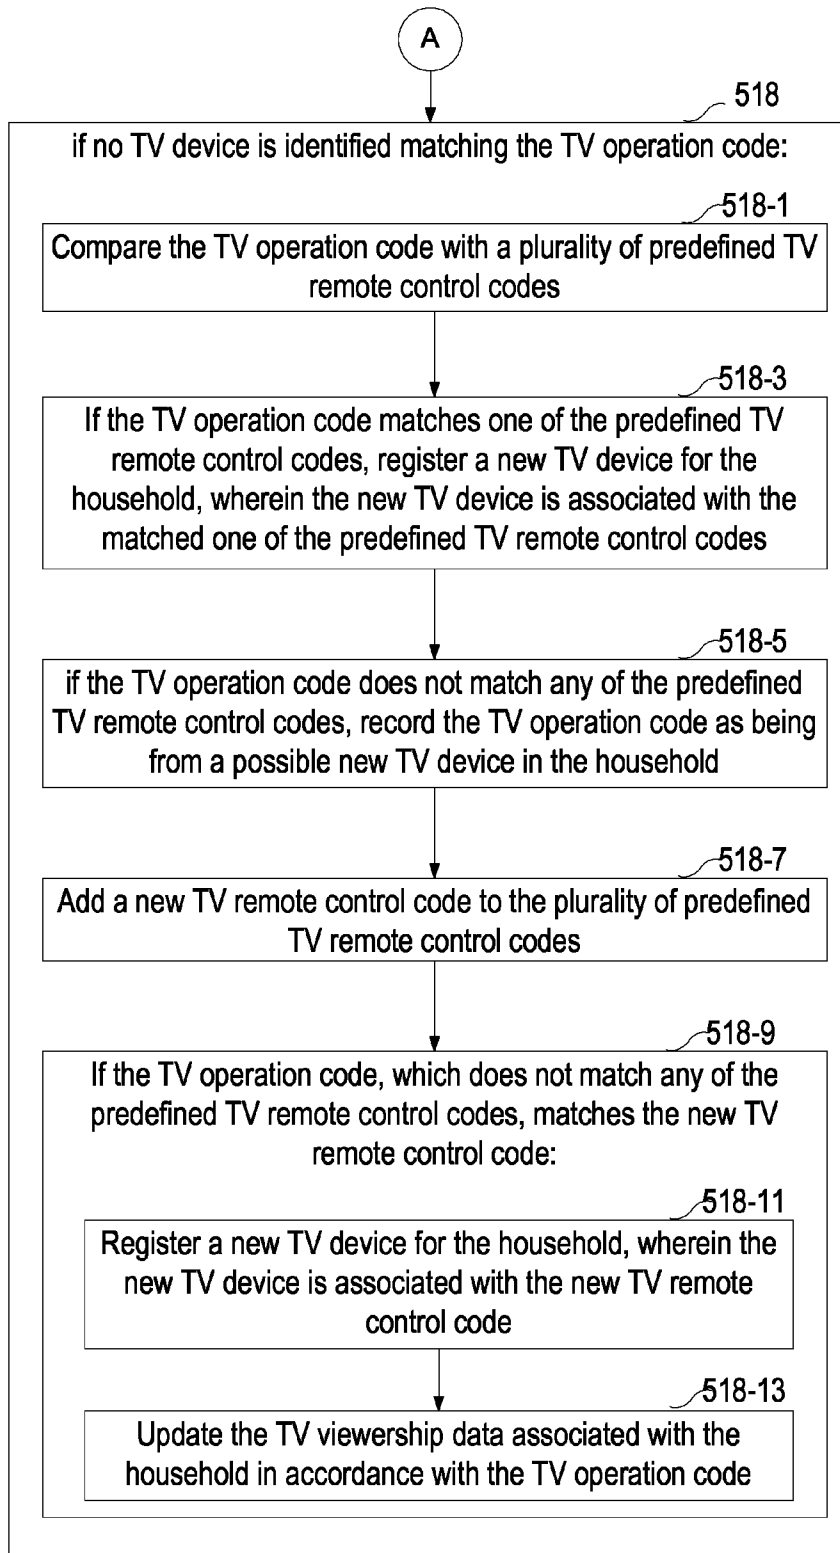 A
518
if no TV device is identified matching the TV operation code:
518-1
Compare the TV operation code with a plurality of predefined TV
remote control codes
518-3
If the TV operation code matches one of the predefined TV
remote control codes, register a new TV device for the
household, wherein the new TV device is associated with the
matched one of the predefined TV remote control codes
518-5
if the TV operation code does not match any of the predefined
TV remote control codes, record the TV operation code as being
from a possible new TV device in the household
518-7
Add a new TV remote control code to the plurality of predefined
TV remote control codes
518-9
If the TV operation code, which does not match any of the
predefined TV remote control codes, matches the new TV
remote control code:
518-11
Register a new TV device for the household, wherein the
new TV device is associated with the new TV remote
control code
518-13
Update the TV viewership data associated with the
household in accordance with the TV operation code